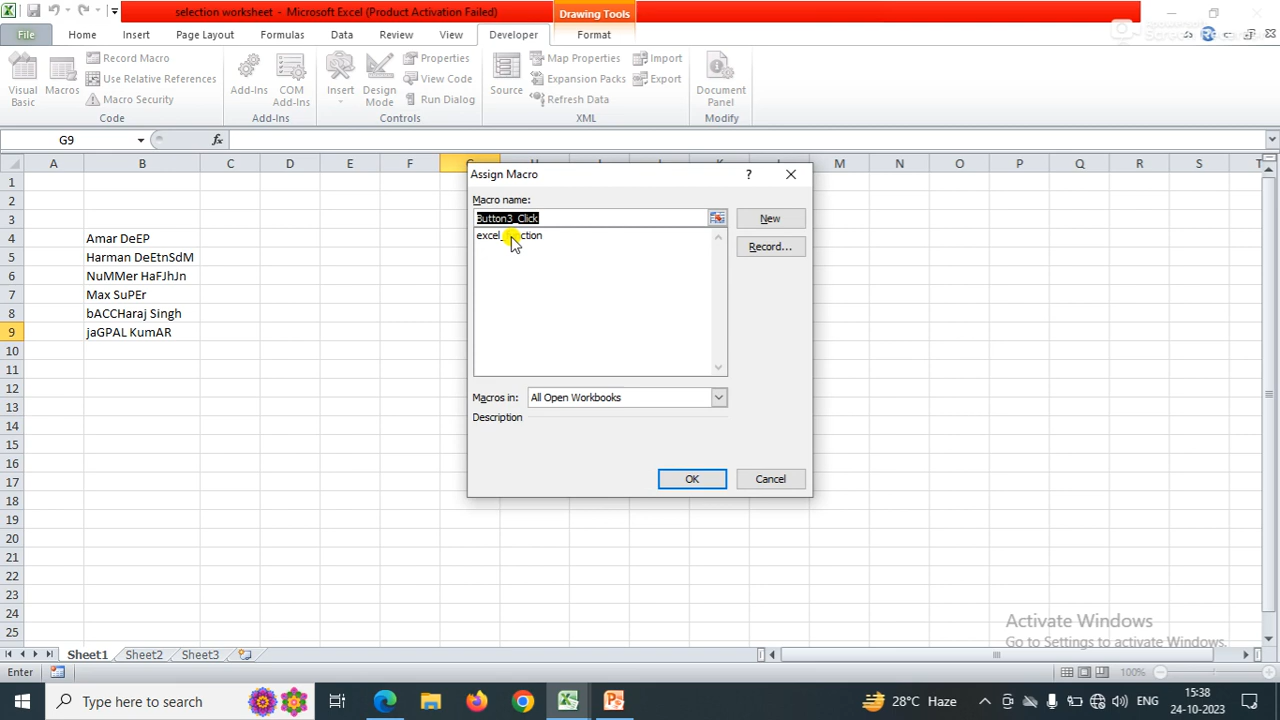 selection worksheet - Microsoft Excel (Product Activation Failed)
Drawing Tools
File Home Insert Page Layout Formulas Data Review View Developer Format
Visual Basic
Macros
Record Macro
Use Relative References
Macro Security
Code
Add-Ins
COM Add-Ins
Add-Ins
Insert
Design Mode
Properties
View Code
Run Dialog
Controls
Source
Map Properties
Expansion Packs
Refresh Data
Import
Export
XML
Document Panel
Modify
G9
fx
A B C D E F G H I J K L M N O P Q R S T
1
2
3
4 Amar DeEP
5 Harman DeEtnSdM
6 NuMMer HaFJhJn
7 Max SuPEr
8 bACCHaraj Singh
9 jaGPAL KumAR
10
11
12
13
14
15
16
17
18
19
20
21
22
23
24
25
Assign Macro
?
Macro name:
Button3_Click
New
Record...
Macros in: All Open Workbooks
Description
OK Cancel
Activate Windows
Go to Settings to activate Windows.
Sheet1 Sheet2 Sheet3
Enter
100%
Type here to search
28°C Haze
ENG
15:38
24-10-2023